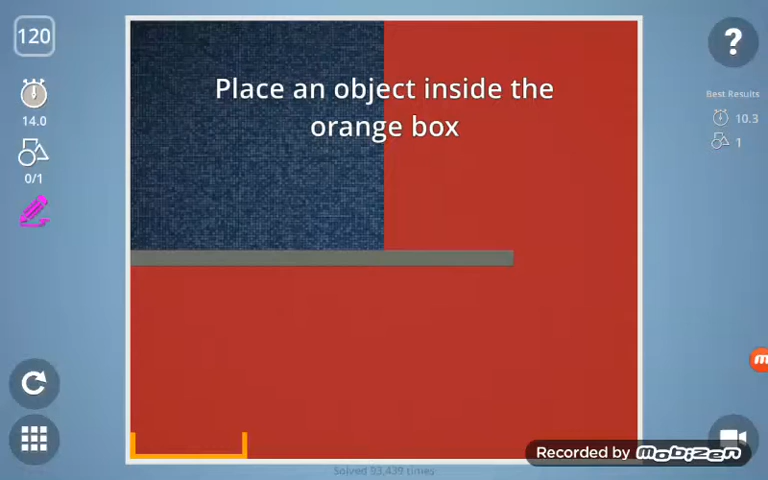 120
Place an object inside the
orange box
14.0
0/1
?
Best Results
10.3
1
m
Recorded by mobizen
Solved 93,439 times